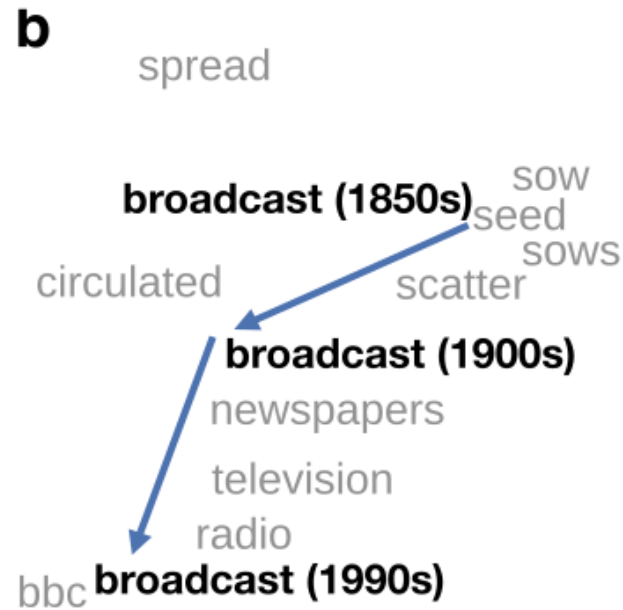 b
spread
sow
broadcast (1850s)
seed
sows
circulated
scatter
broadcast (1900s)
newspapers
television
radio
bbc broadcast (1990s)